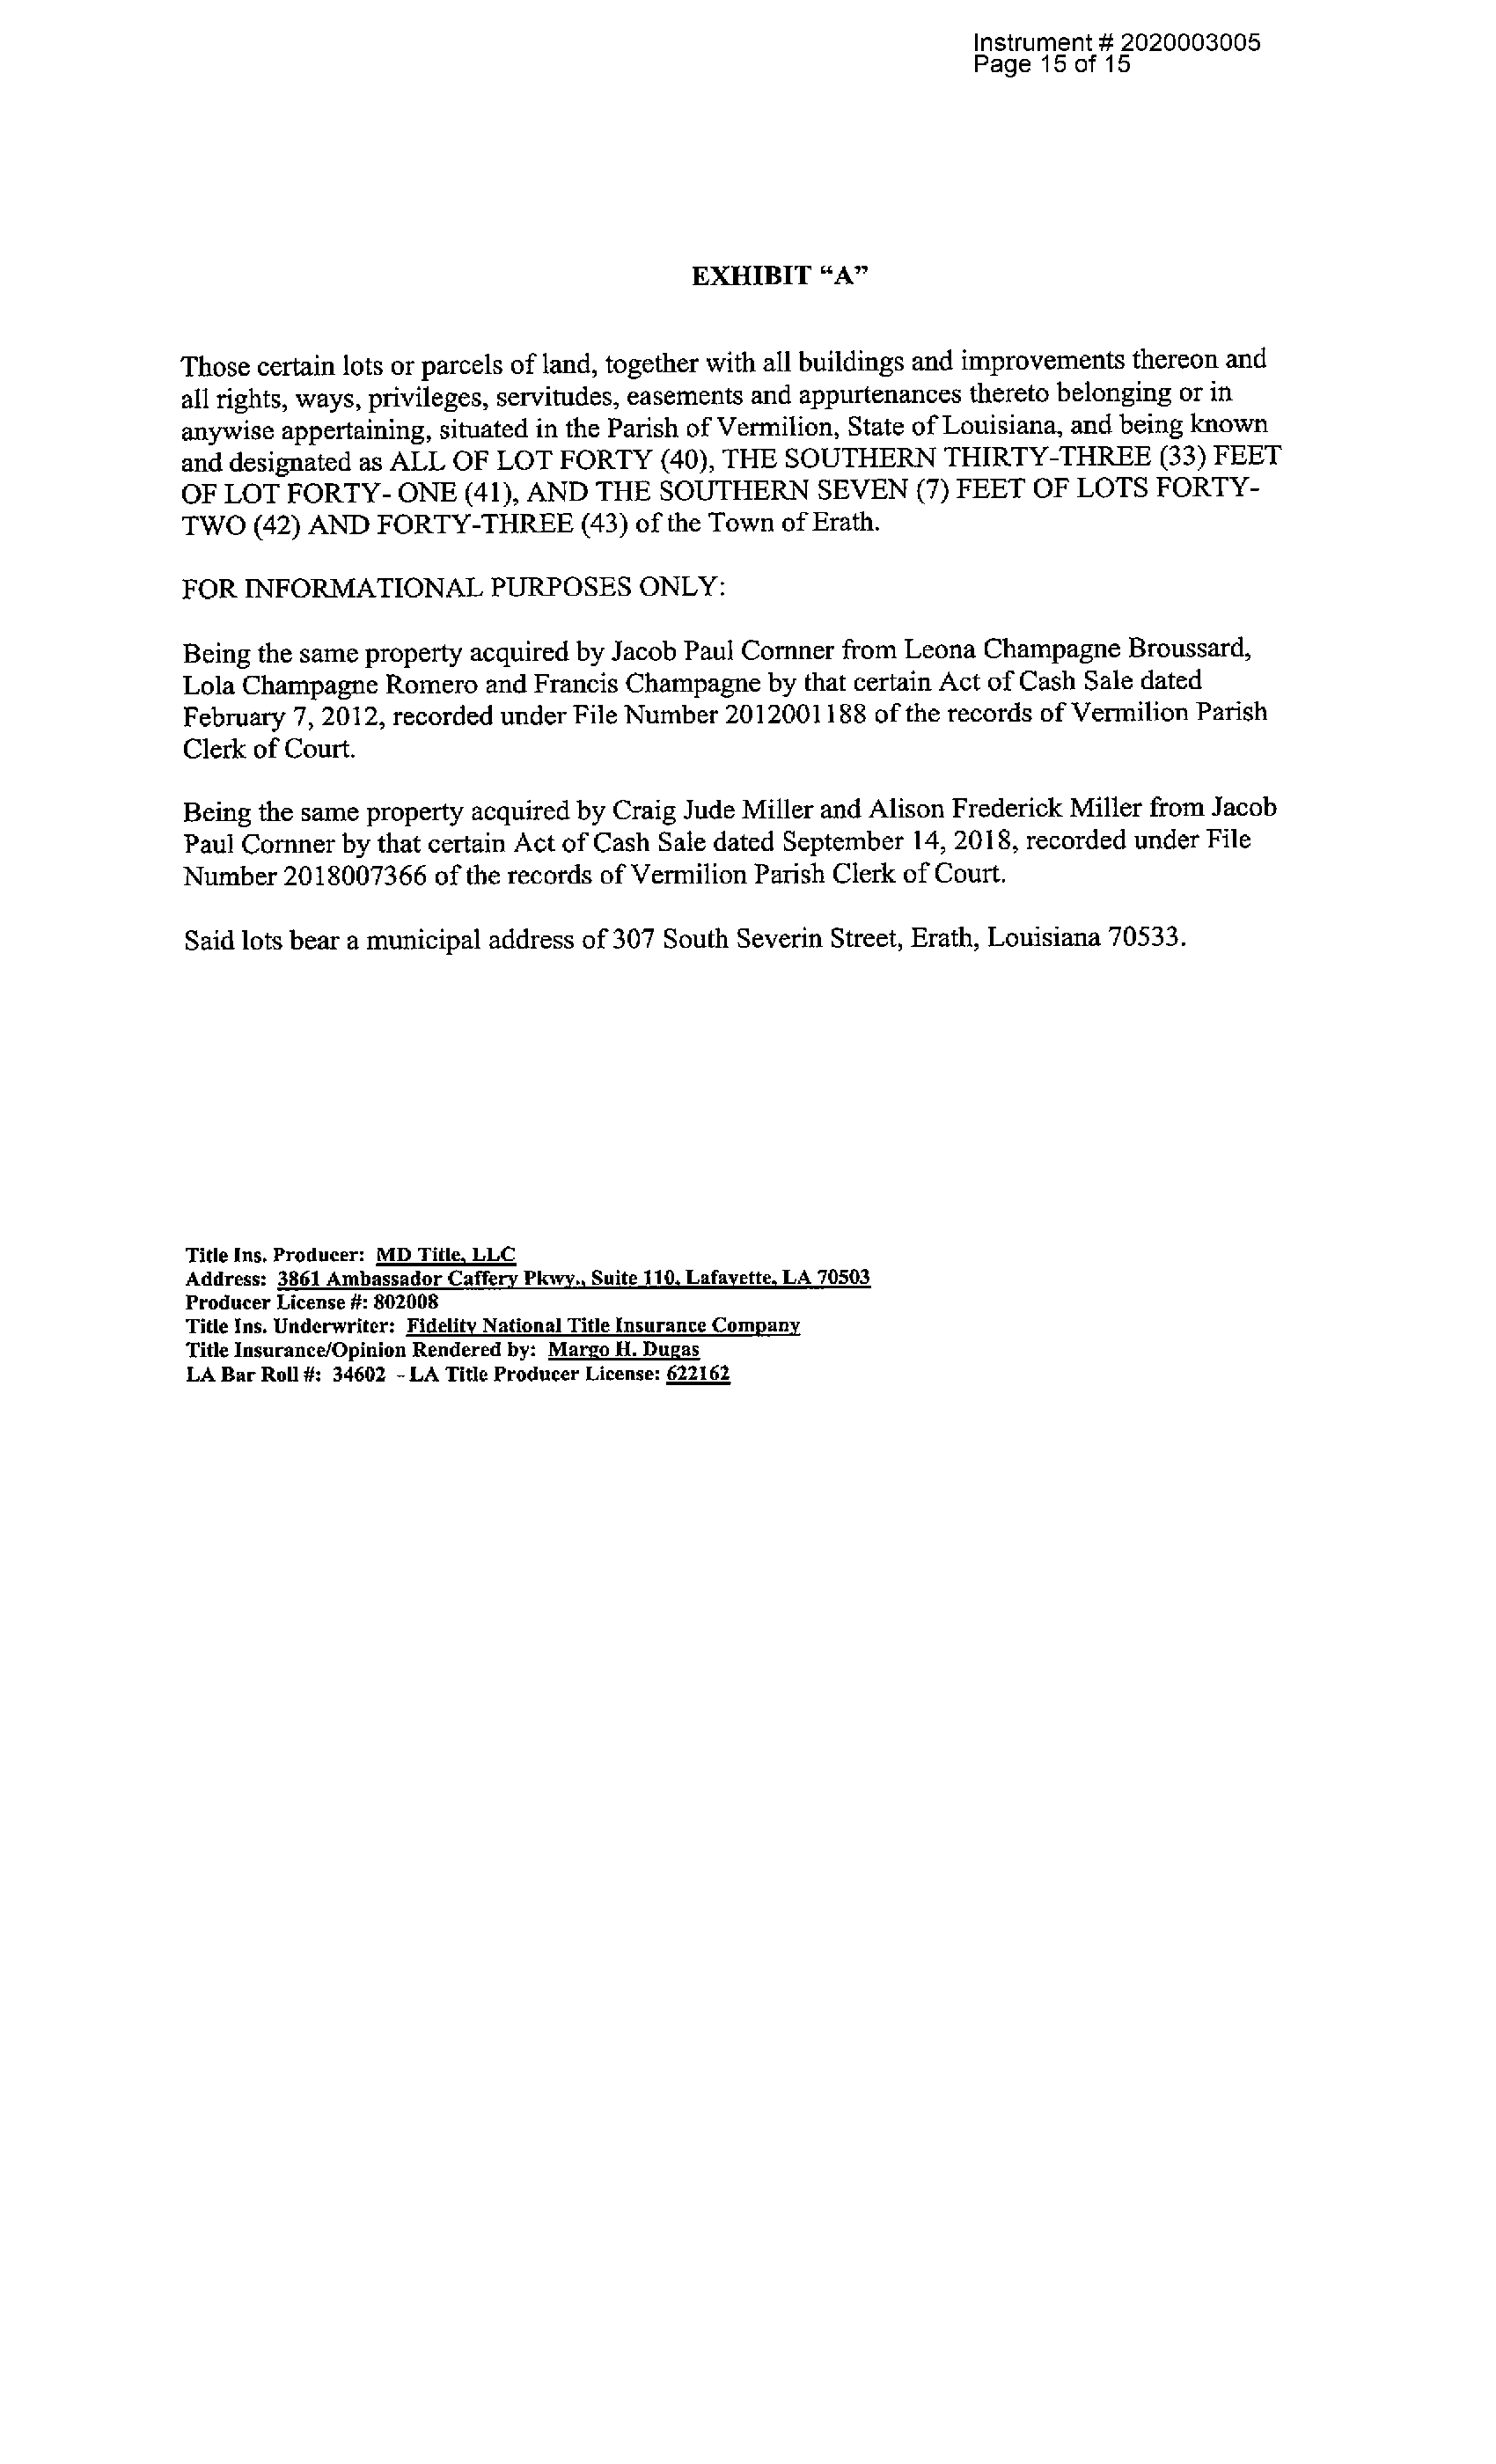 Instrument # 2020003005
Page 15 of 15
EXHIBIT “A”
Those certain lots or parcels of land, together with all buildings and improvements thereon and
all rights, ways, privileges, servitudes, easements and appurtenances thereto belonging or in
anywise appertaining, situated in the Parish of Vermilion, State of Louisiana, and being known
and designated as ALL OF LOT FORTY (40), THE SOUTHERN THIRTY-THREE (33) FEET
OF LOT FORTY- ONE (41), AND THE SOUTHERN SEVEN (7) FEET OF LOTS FORTY-
TWO (42) AND FORTY-THREE (43) of the Town of Erath.
FOR INFORMATIONAL PURPOSES ONLY:
Being the same property acquired by Jacob Paul Comner from Leona Champagne Broussard,
Lola Champagne Romero and Francis Champagne by that certain Act of Cash Sale dated
February 7, 2012, recorded under File Number 2012001188 of the records of Vermilion Parish
Clerk of Court.
Being the same property acquired by Craig Jude Miller and Alison Frederick Miller from Jacob
Paul Comner by that certain Act of Cash Sale dated September 14, 2018, recorded under File
Number 2018007366 of the records of Vermilion Parish Clerk of Court.
Said lots bear a municipal address of 307 South Severin Street, Erath, Louisiana 70533.
Title Ins. Producer: MD Title, LLC
Address: 3861 Ambassador Caffery Pkwy., Suite 110, Lafayette, LA 70503
Producer License #: 802008
Title Ins. Underwriter: Fidelity National Title Insurance Company
Title Insurance/Opinion Rendered by: Margo H. Dugas
LA Bar Roll #: 34602 - LA Title Producer License: 622162